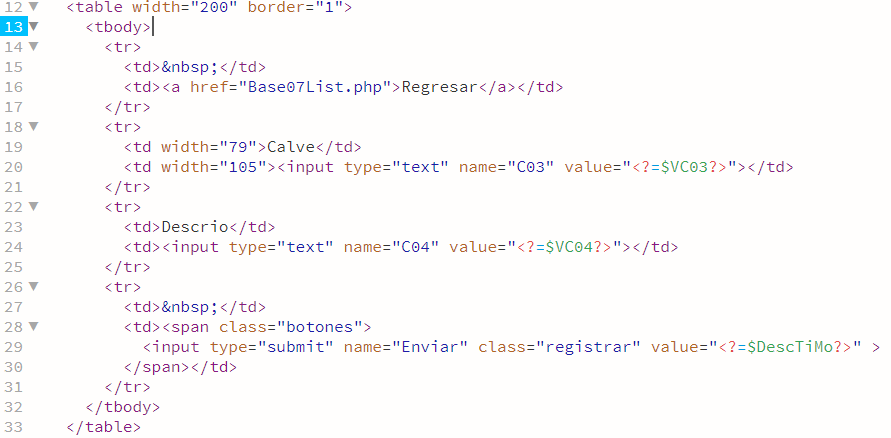 12 <table width="200" border="1">
13 <tbody>
14 <tr>
15 <td>&nbsp;</td>
16 <td><a href="Base07List.php">Regresar</a></td>
17 </tr>
18 <tr>
19 <td width="79">Calve</td>
20 <td width="105"><input type="text" name="C03" value="<?=$VC03?>"></td>
21 </tr>
22 <tr>
23 <td>Descrio</td>
24 <td><input type="text" name="C04" value="<?=$VC04?>"></td>
25 </tr>
26 <tr>
27 <td>&nbsp;</td>
28 <td><span class="botones">
29 <input type="submit" name="Enviar" class="registrar" value="<?=$DescTiMo?>" >
30 </span></td>
31 </tr>
32 </tbody>
33 </table>